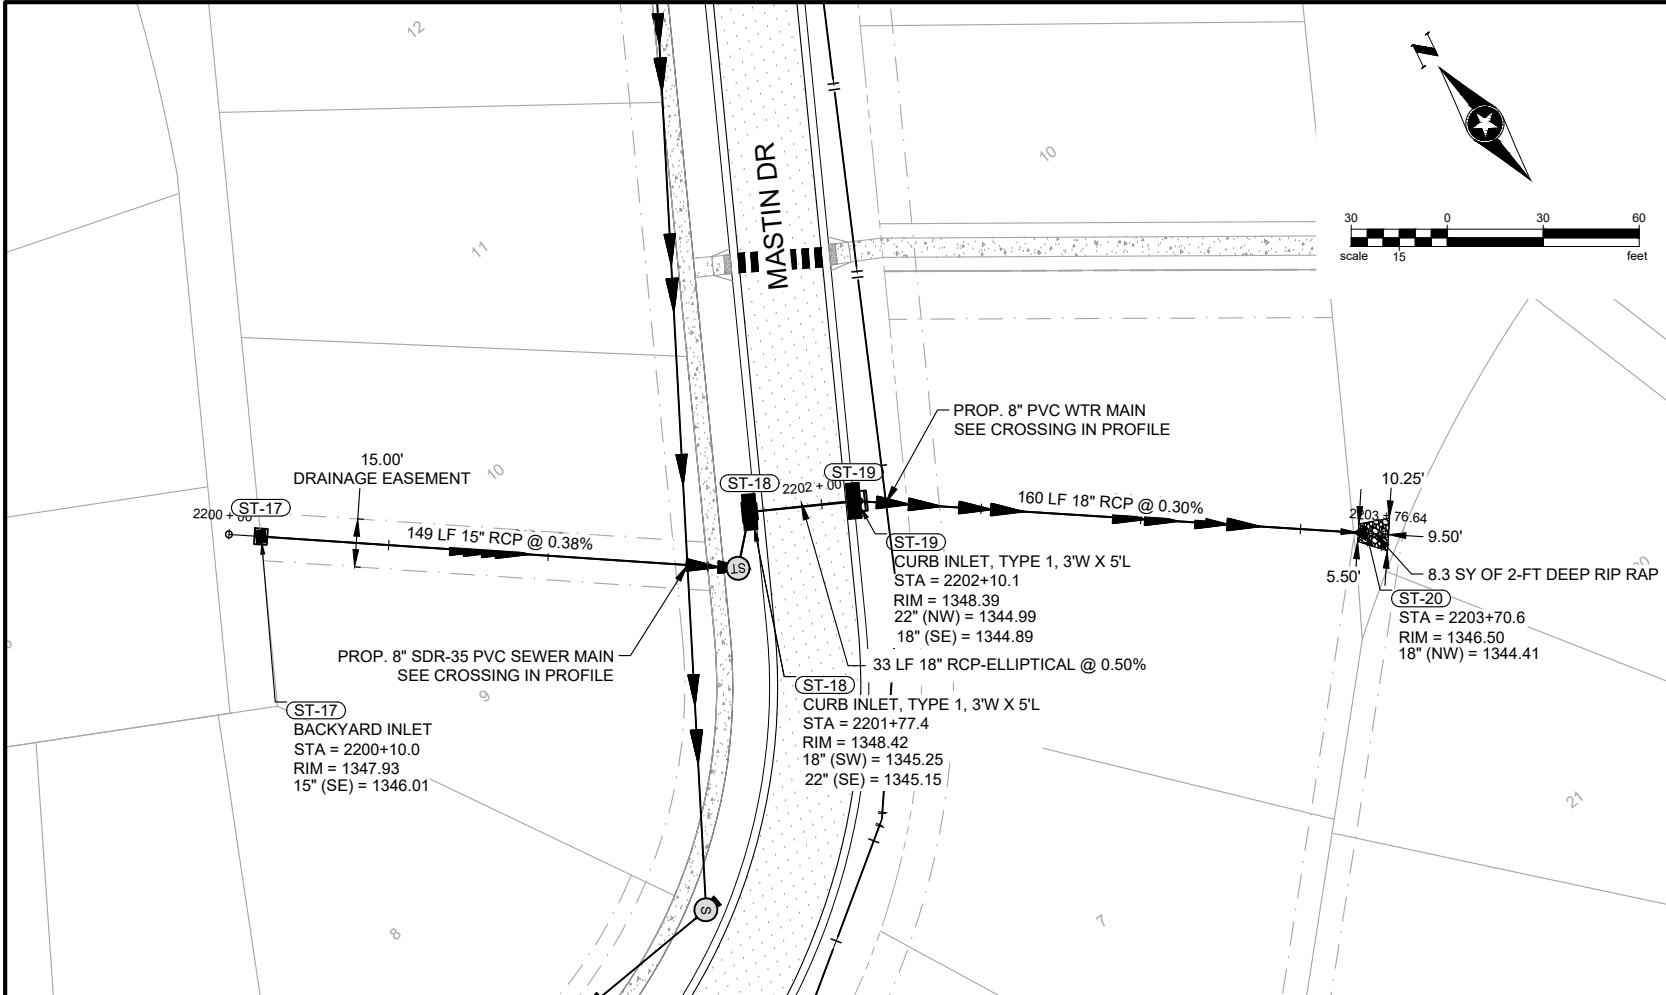 12
N
10
30 0 30 60
scale 15 feet
MASTIN DR
11
PROP. 8" PVC WTR MAIN
SEE CROSSING IN PROFILE
15.00'
DRAINAGE EASEMENT
10
ST-17
2200 + 00
149 LF 15" RCP @ 0.38%
ST-18
2202 + 00
ST-19
160 LF 18" RCP @ 0.30%
10.25'
2203 + 76.64
9.50'
5.50'
8.3 SY OF 2-FT DEEP RIP RAP
20
ST
ST-19
CURB INLET, TYPE 1, 3'W X 5'L
STA = 2202+10.1
RIM = 1348.39
22" (NW) = 1344.99
18" (SE) = 1344.89
ST-20
STA = 2203+70.6
RIM = 1346.50
18" (NW) = 1344.41
PROP. 8" SDR-35 PVC SEWER MAIN
SEE CROSSING IN PROFILE
33 LF 18" RCP-ELLIPTICAL @ 0.50%
9
ST-17
BACKYARD INLET
STA = 2200+10.0
RIM = 1347.93
15" (SE) = 1346.01
ST-18
CURB INLET, TYPE 1, 3'W X 5'L
STA = 2201+77.4
RIM = 1348.42
18" (SW) = 1345.25
22" (SE) = 1345.15
21
S
8
7